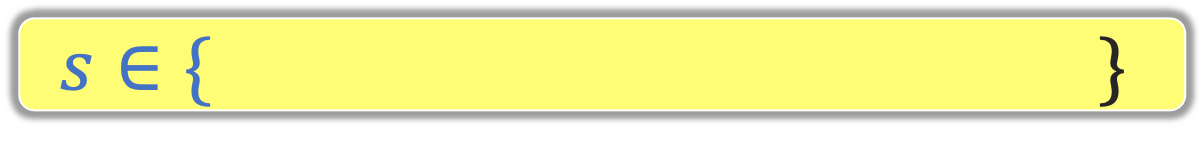 s ∈ { }